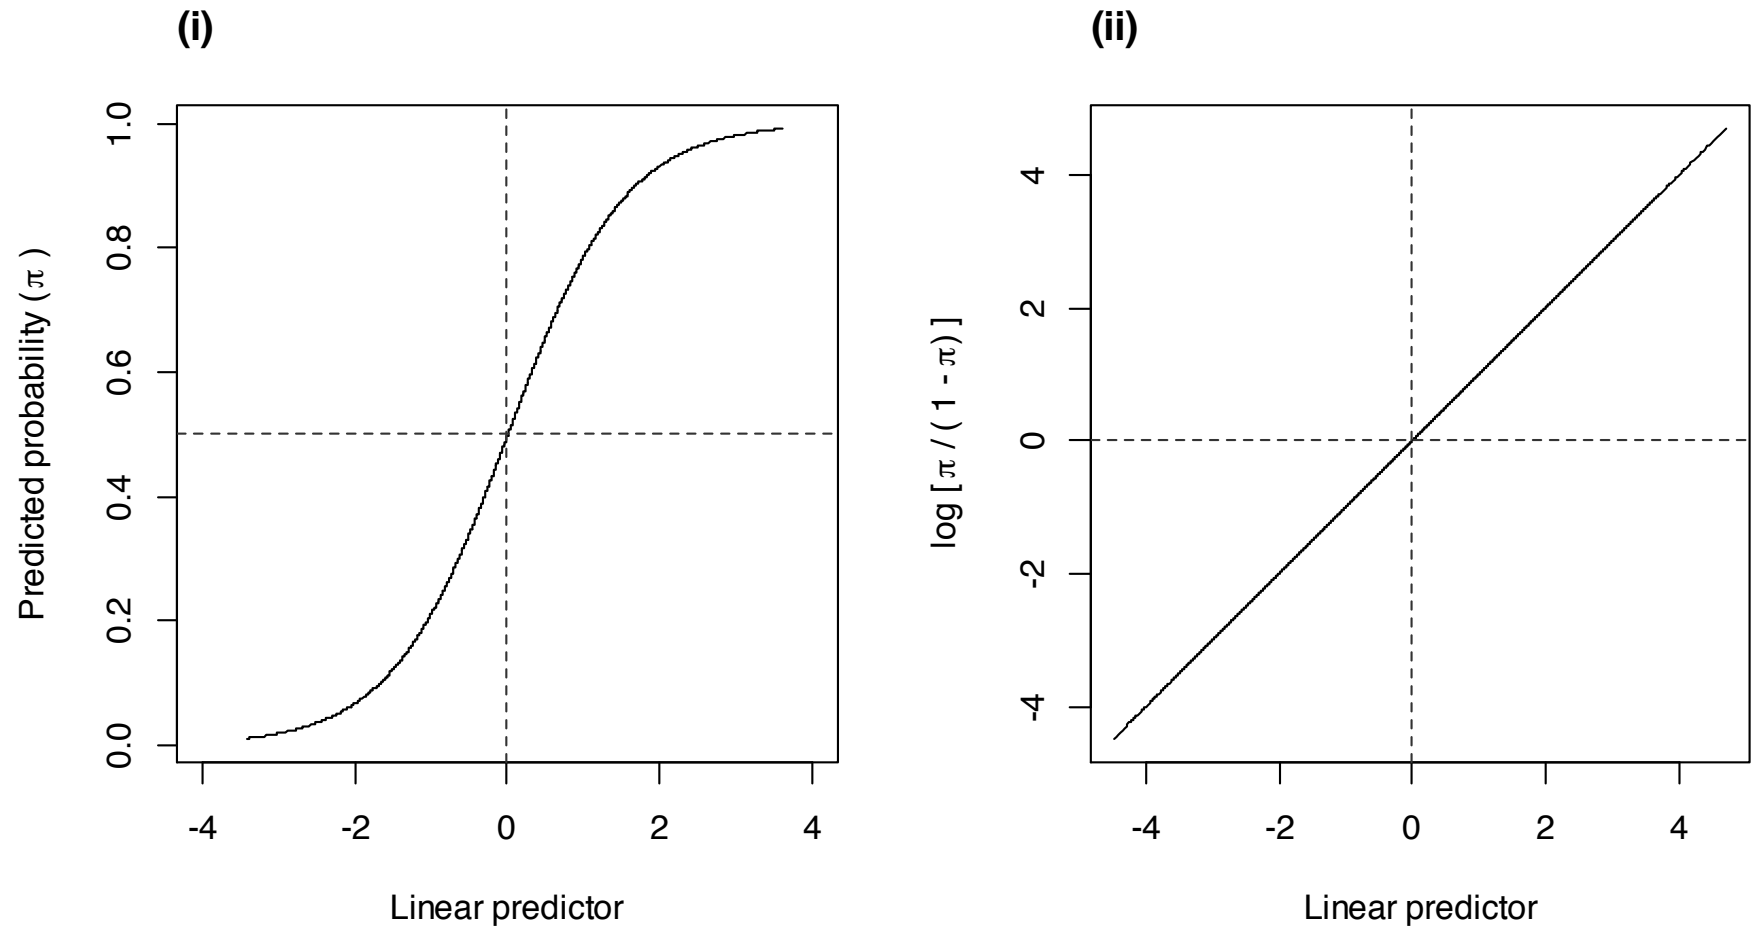 (i)
Predicted probability ( π )
1.0
0.8
0.6
0.4
0.2
0.0
-4 -2 0 2 4
Linear predictor
(ii)
log [ π / ( 1 - π) ]
4
2
0
-2
-4
-4 -2 0 2 4
Linear predictor